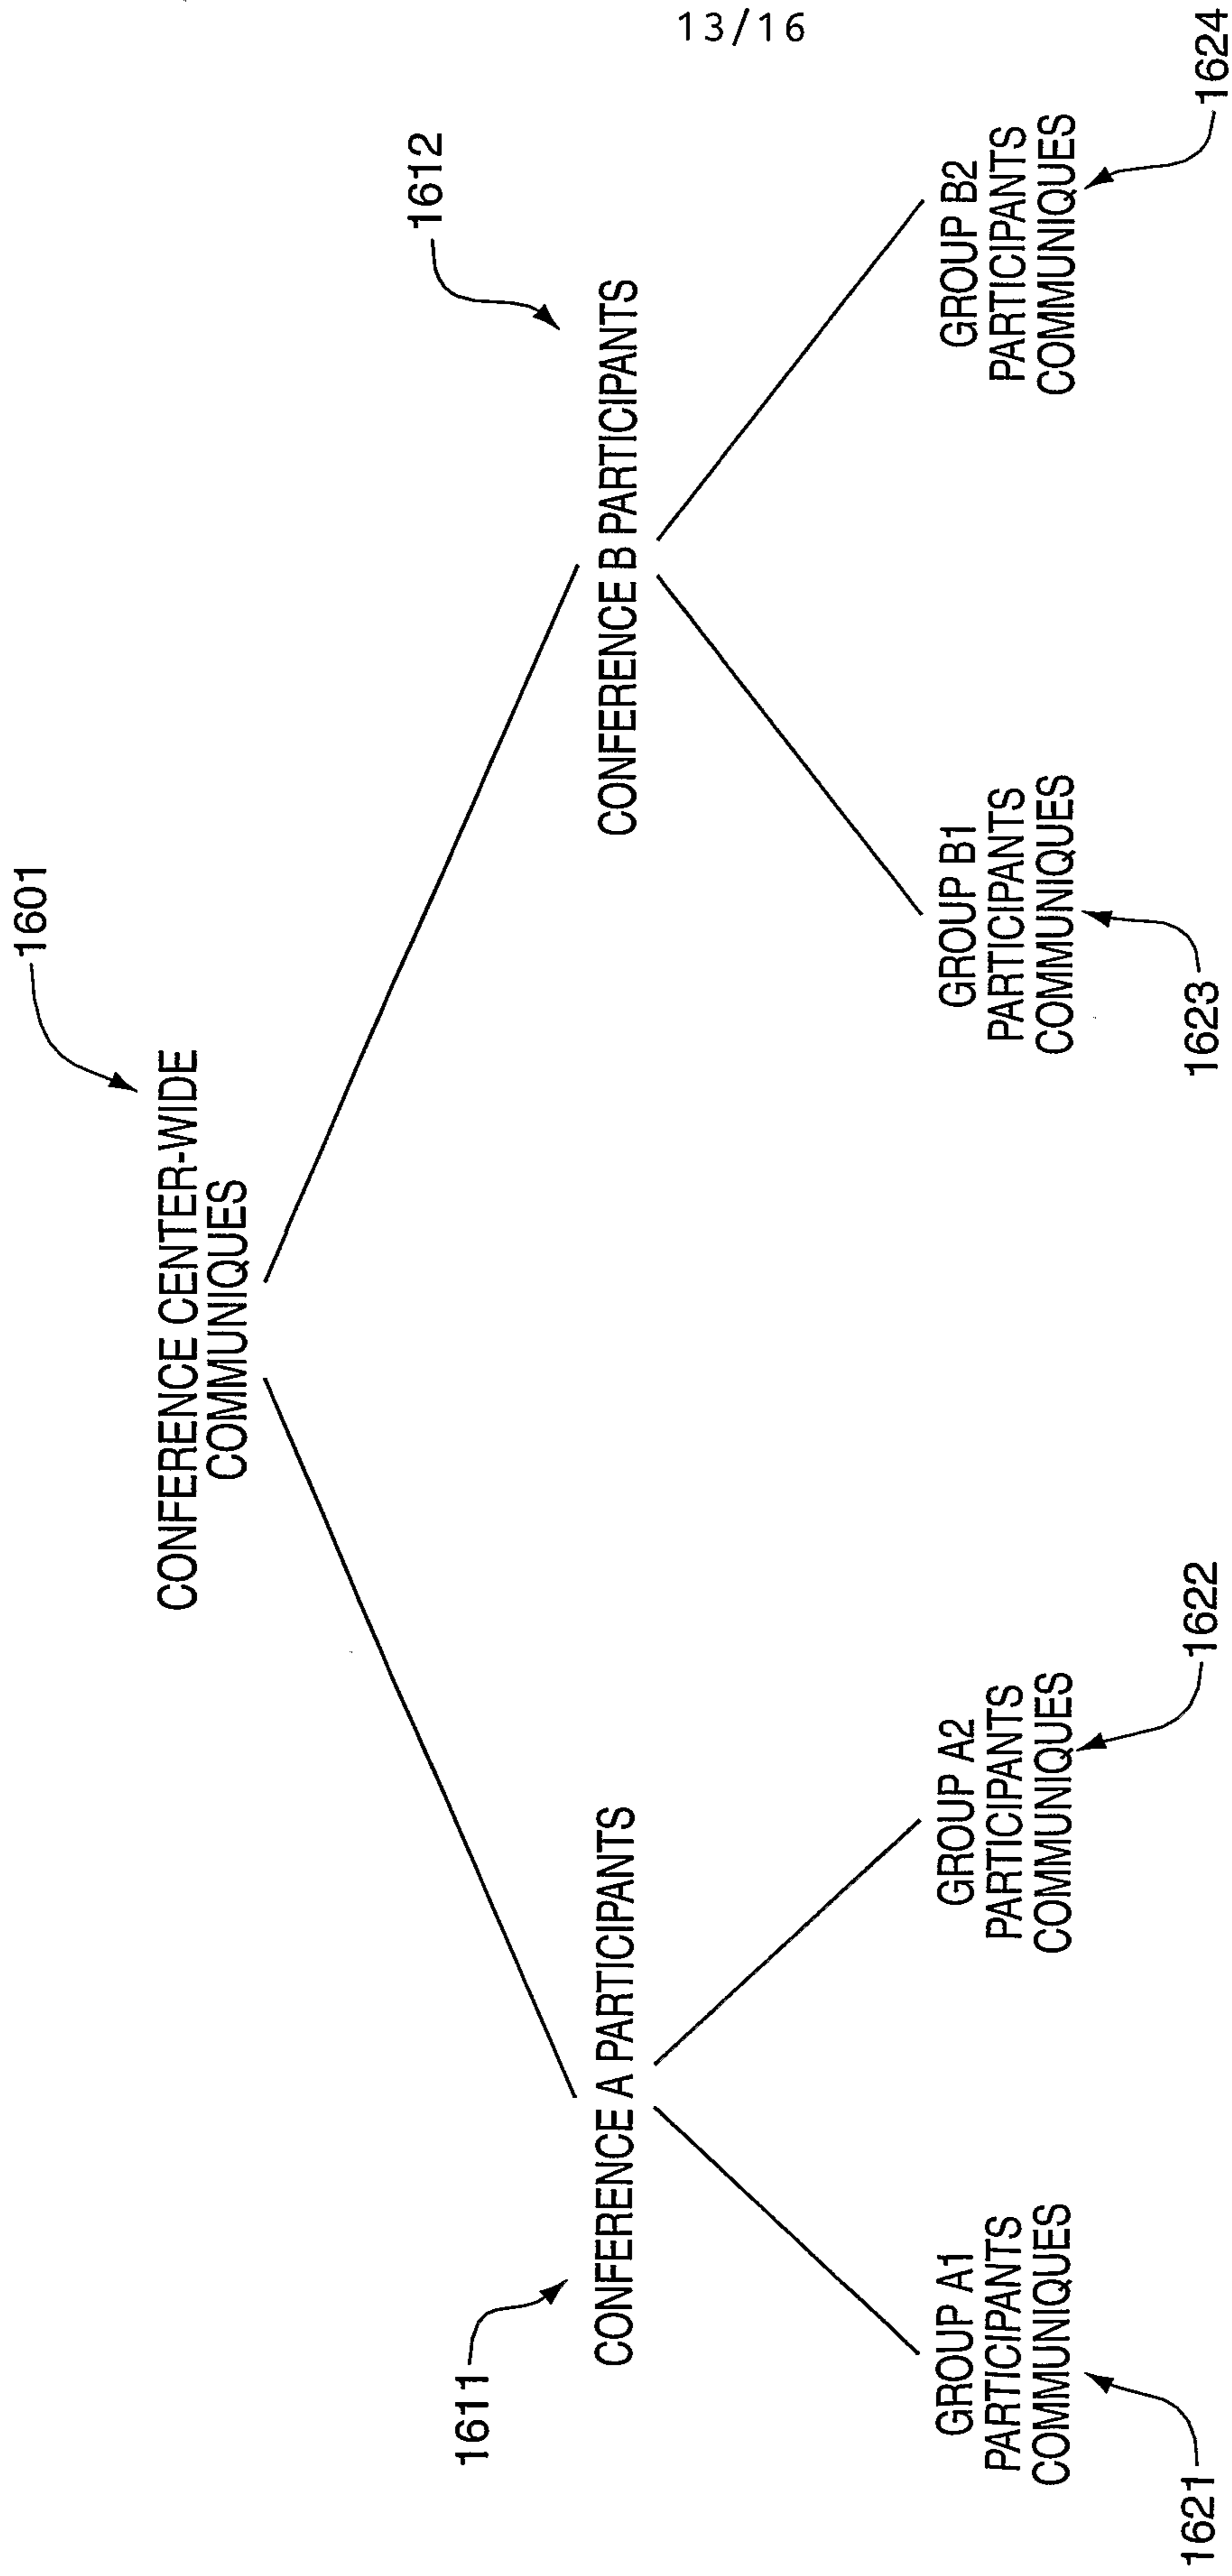 13/16
1601
CONFERENCE CENTER-WIDE
COMMUNIQUES
1611
CONFERENCE A PARTICIPANTS
1612
CONFERENCE B PARTICIPANTS
GROUP A1
PARTICIPANTS
COMMUNIQUES
1621
GROUP A2
PARTICIPANTS
COMMUNIQUES
1622
GROUP B1
PARTICIPANTS
COMMUNIQUES
1623
GROUP B2
PARTICIPANTS
COMMUNIQUES
1624